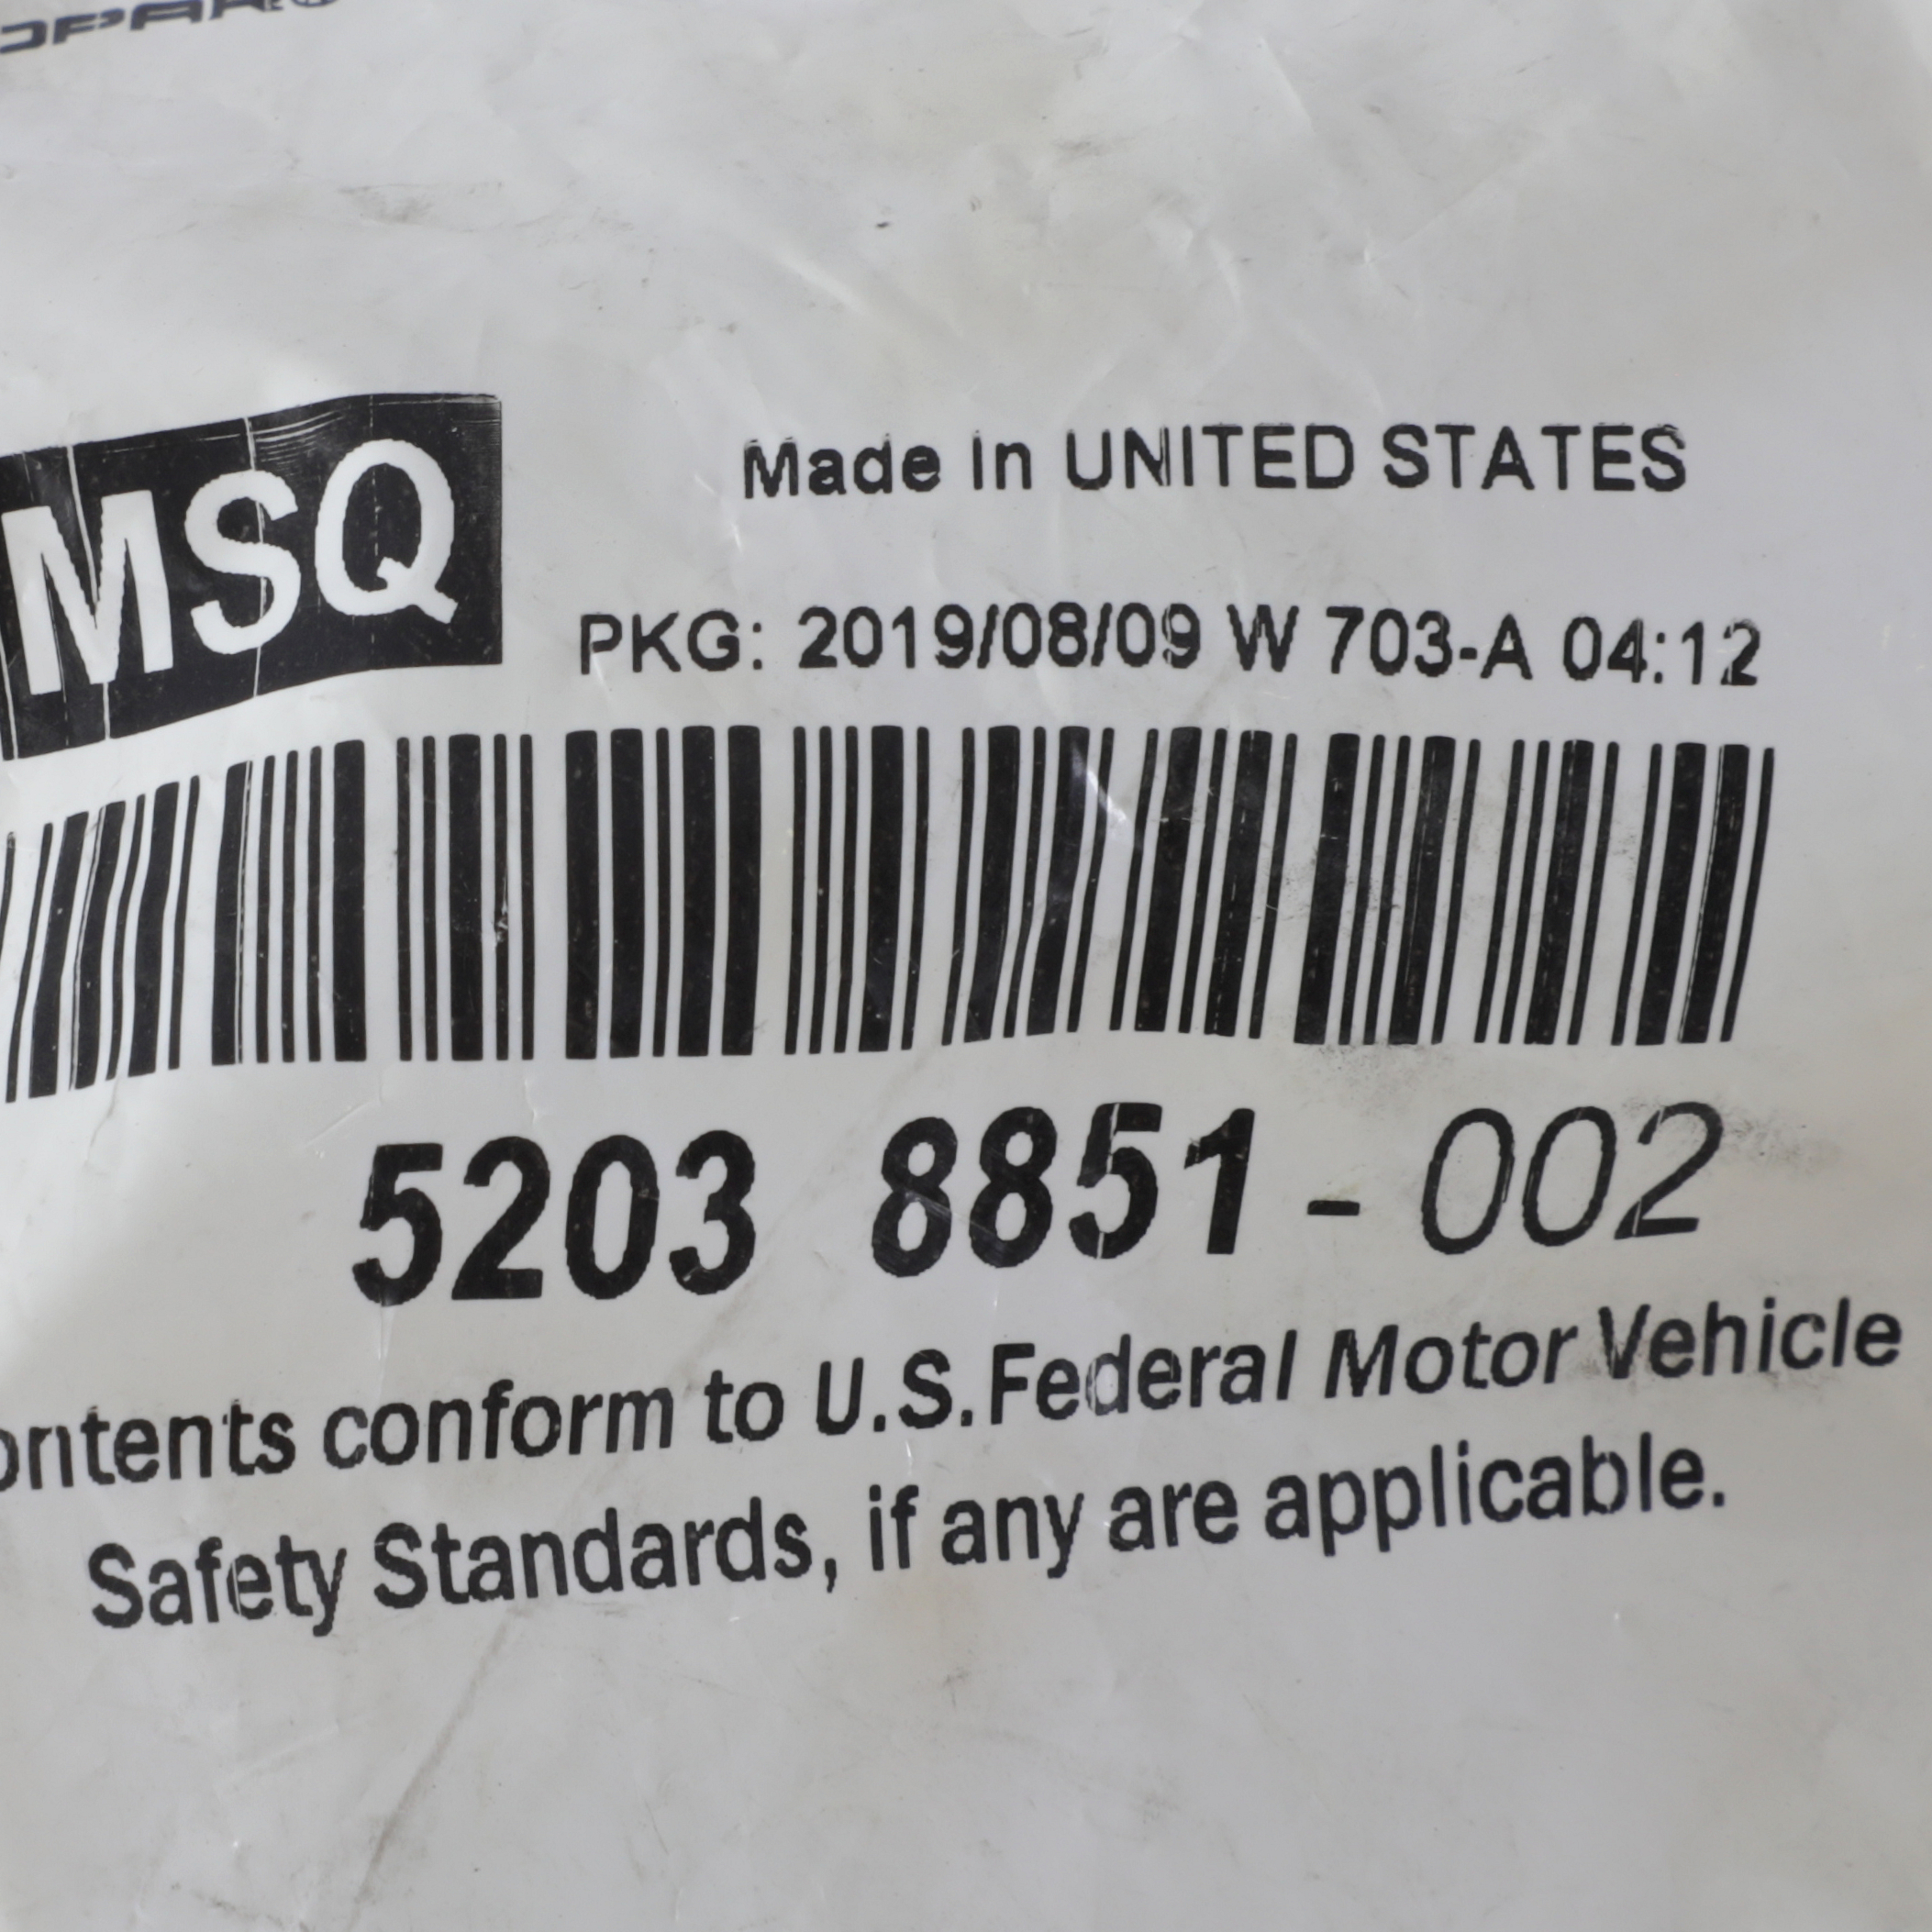 MSQ
Made In UNITED STATES
PKG: 2019/08/09 W 703-A 04:12
5203 8851-002
ontents conform to U.S.Federal Motor Vehicle
Safety Standards, if any are applicable.